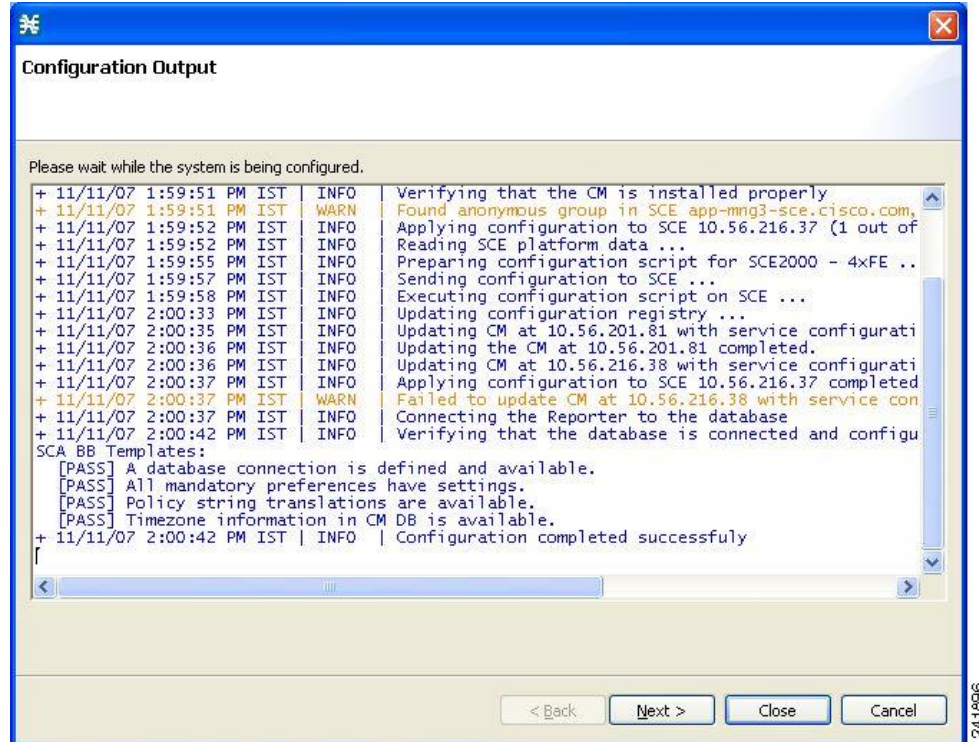 Configuration Output
Please wait while the system is being configured.
+ 11/11/07 1:59:51 PM IST | INFO | Verifying that the CM is installed properly
+ 11/11/07 1:59:51 PM IST | WARN | Found anonymous group in SCE app-mng3-sce.cisco.com,
+ 11/11/07 1:59:52 PM IST | INFO | Applying configuration to SCE 10.56.216.37 (1 out of
+ 11/11/07 1:59:52 PM IST | INFO | Reading SCE platform data ...
+ 11/11/07 1:59:55 PM IST | INFO | Preparing configuration script for SCE2000 - 4xFE ..
+ 11/11/07 1:59:57 PM IST | INFO | Sending configuration to SCE ...
+ 11/11/07 1:59:58 PM IST | INFO | Executing configuration script on SCE ...
+ 11/11/07 2:00:33 PM IST | INFO | Updating configuration registry ...
+ 11/11/07 2:00:35 PM IST | INFO | Updating CM at 10.56.201.81 with service configurati
+ 11/11/07 2:00:36 PM IST | INFO | Updating the CM at 10.56.201.81 completed.
+ 11/11/07 2:00:36 PM IST | INFO | Updating CM at 10.56.216.38 with service configurati
+ 11/11/07 2:00:37 PM IST | INFO | Applying configuration to SCE 10.56.216.37 completed
+ 11/11/07 2:00:37 PM IST | WARN | Failed to update CM at 10.56.216.38 with service con
+ 11/11/07 2:00:37 PM IST | INFO | Connecting the Reporter to the database
+ 11/11/07 2:00:42 PM IST | INFO | Verifying that the database is connected and configu
SCA BB Templates:
[PASS] A database connection is defined and available.
[PASS] All mandatory preferences have settings.
[PASS] Policy string translations are available.
[PASS] Timezone information in CM DB is available.
+ 11/11/07 2:00:42 PM IST | INFO | Configuration completed successfuly
< Back
Next >
Close
Cancel
241896